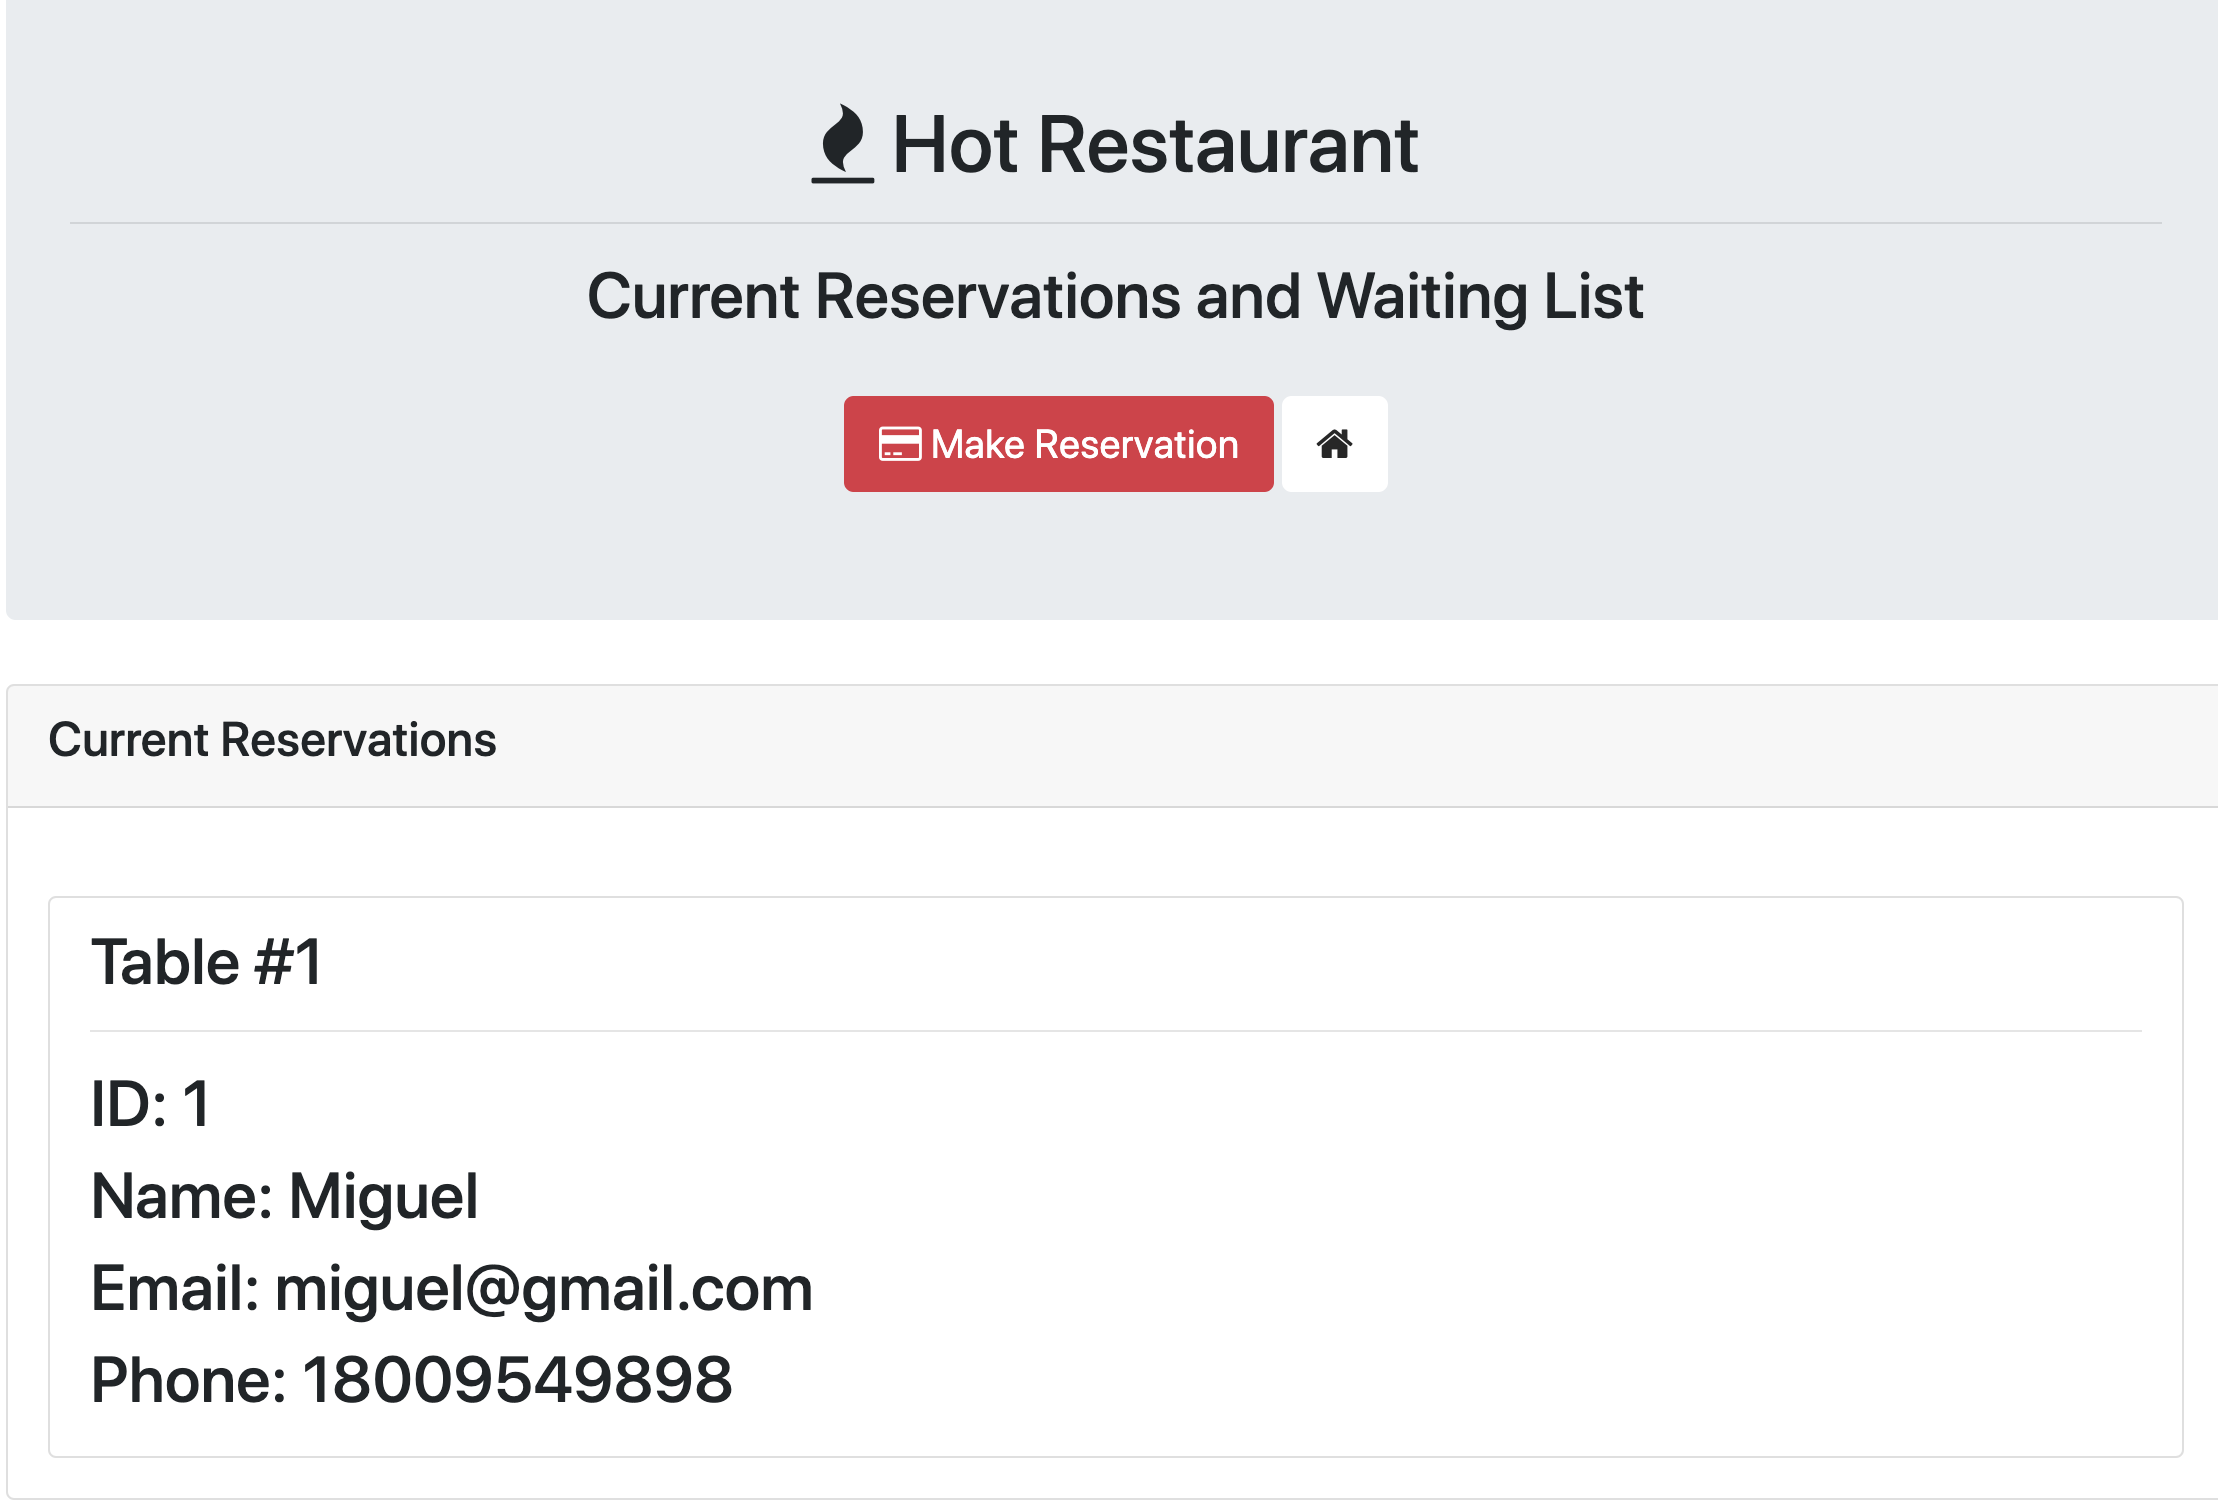 Hot Restaurant
Current Reservations and Waiting List
Make Reservation
Current Reservations
Table #1
ID: 1
Name: Miguel
Email: miguel@gmail.com
Phone: 18009549898